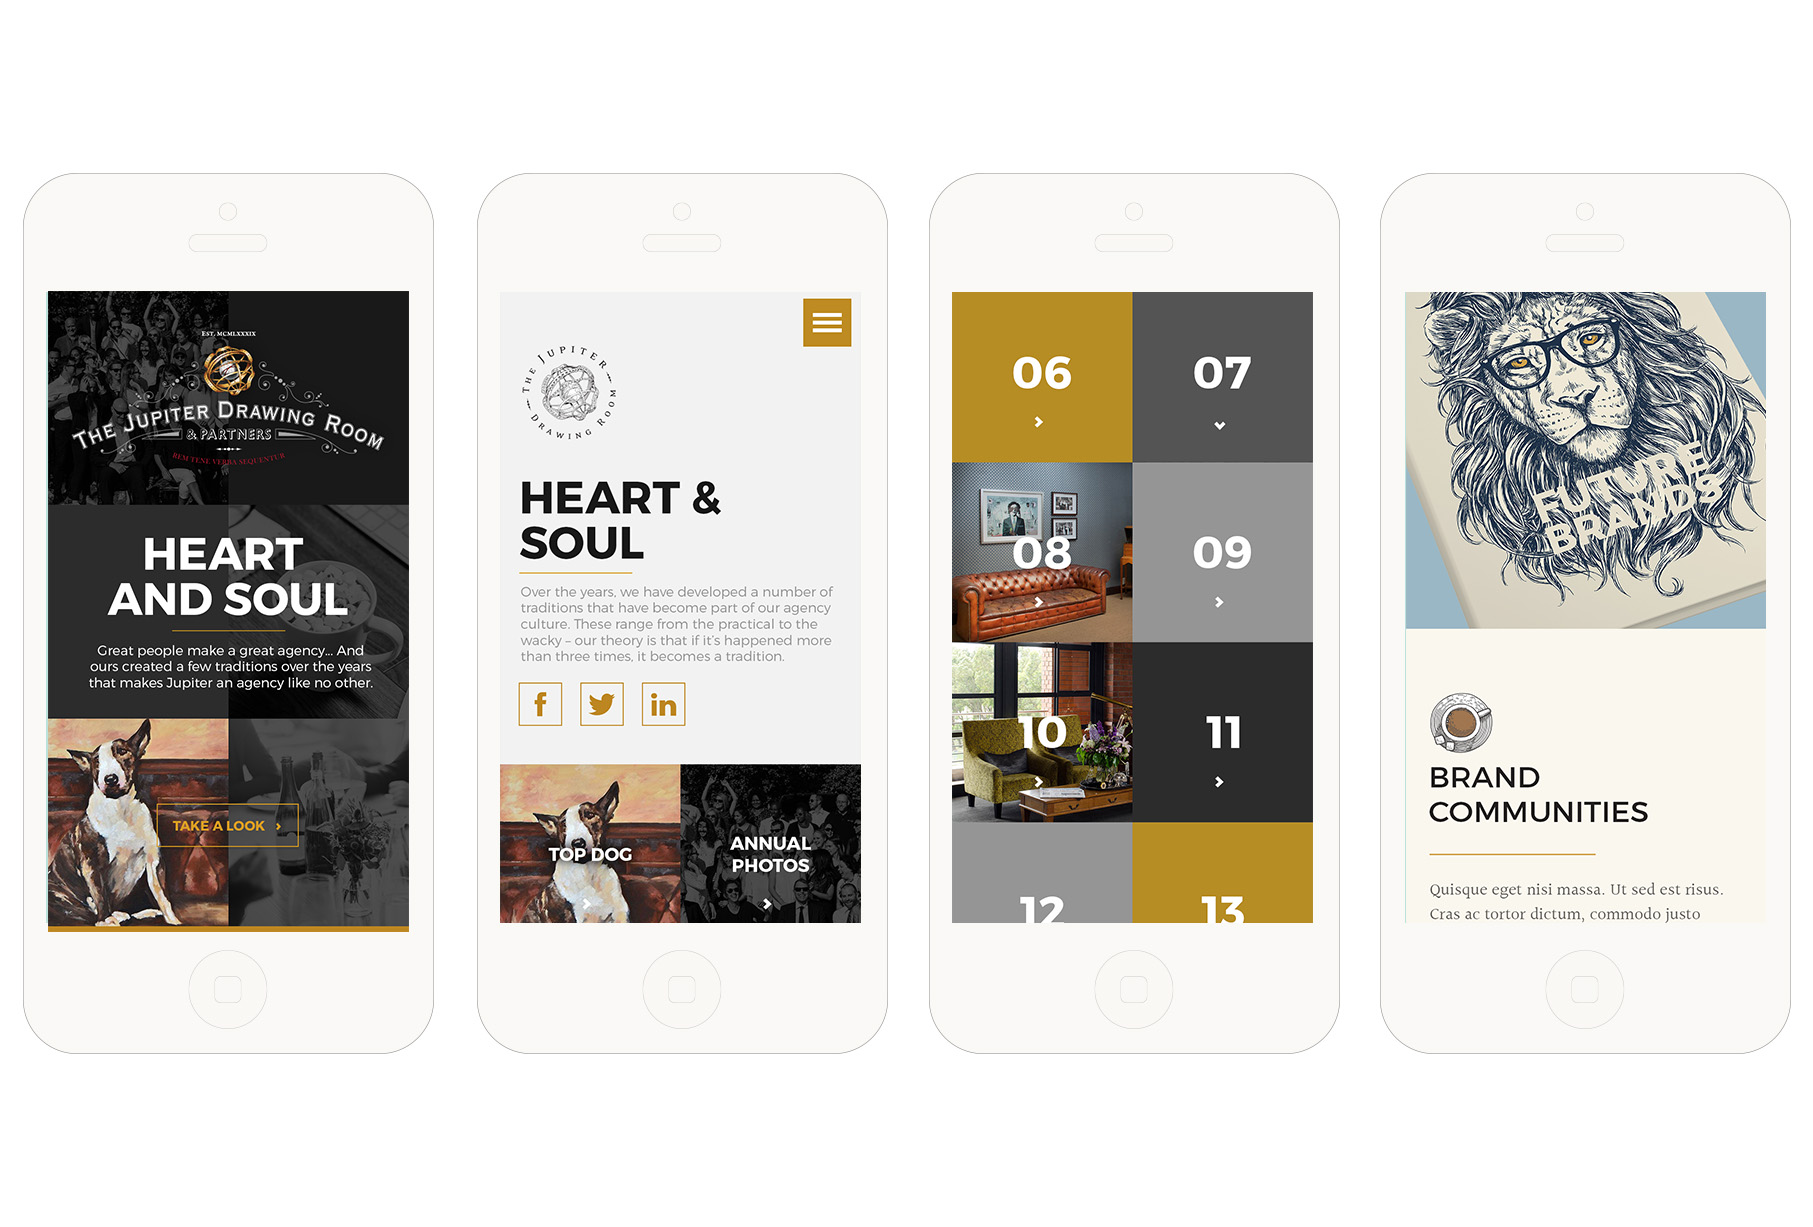 EST. MCMLXXXIX
THE JUPITER DRAWING ROOM
& PARTNERS
REM TENE VERBA SEQUENTUR
HEART
AND SOUL
Great people make a great agency... And
ours created a few traditions over the years
that makes Jupiter an agency like no other.
TAKE A LOOK
THE JUPITER
DRAWING ROOM
HEART &
SOUL
Over the years, we have developed a number of
traditions that have become part of our agency
culture. These range from the practical to the
wacky – our theory is that if it's happened more
than three times, it becomes a tradition.
f
in
TOP DOG
ANNUAL
PHOTOS
06
07
08
09
10
11
12
13
FUTURE
BRANDS
BRAND
COMMUNITIES
Quisque eget nisi massa. Ut sed est risus.
Cras ac tortor dictum, commodo justo